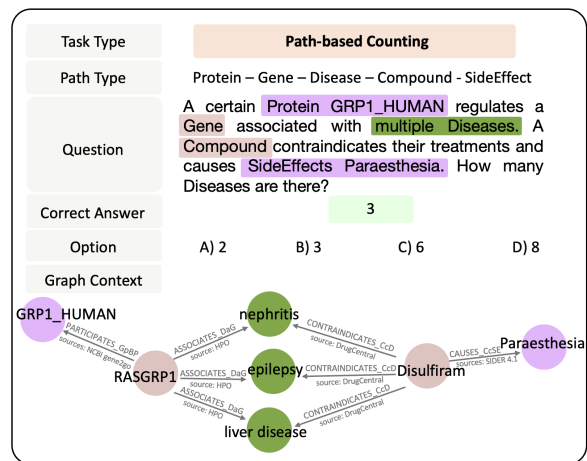 Task Type
Path-based Counting
Path Type
Protein – Gene – Disease – Compound - SideEffect
Question
A certain Protein GRP1_HUMAN regulates a
Gene associated with multiple Diseases. A
Compound contraindicates their treatments and
causes SideEffects Paraesthesia. How many
Diseases are there?
Correct Answer
3
Option
A) 2 B) 3 C) 6 D) 8
Graph Context
GRP1_HUMAN
PARTICIPATES_GpBP
sources: NCBI gene2go
RASGRP1
ASSOCIATES_DaG
source: HPO
ASSOCIATES_DaG
source: HPO
ASSOCIATES_DaG
source: HPO
nephritis
epilepsy
liver disease
CONTRAINDICATES_CcD
source: DrugCentral
CONTRAINDICATES_CcD
source: DrugCentral
CONTRAINDICATES_CcD
source: DrugCentral
Disulfiram
CAUSES_CcSE
sources: SIDER 4.1
Paraesthesia